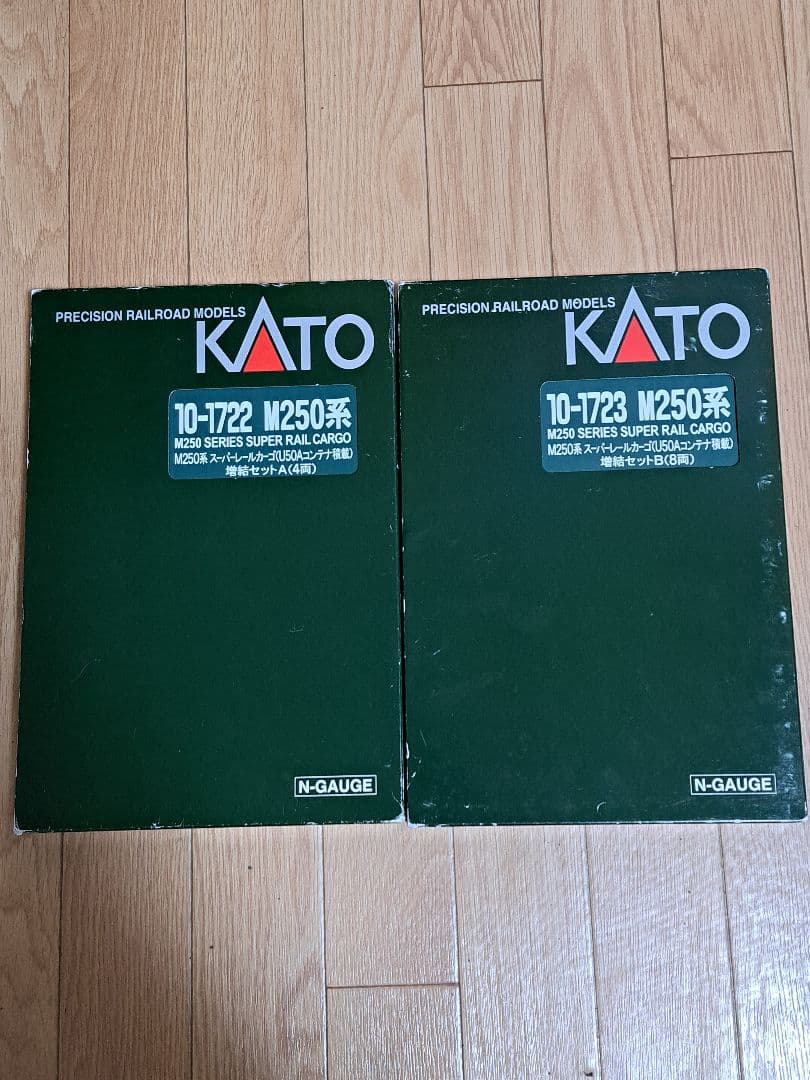 PRECISION RAILROAD MODELS
KATO
10-1722 M250系
M250 SERIES SUPER RAIL CARGO
M250系 スーパーレールカーゴ(U50Aコンテナ積載)
増結セットA(4両)
N-GAUGE
PRECISION RAILROAD MODELS
KATO
10-1723 M250系
M250 SERIES SUPER RAIL CARGO
M250系 スーパーレールカーゴ(U50Aコンテナ積載)
増結セットB(8両)
N-GAUGE